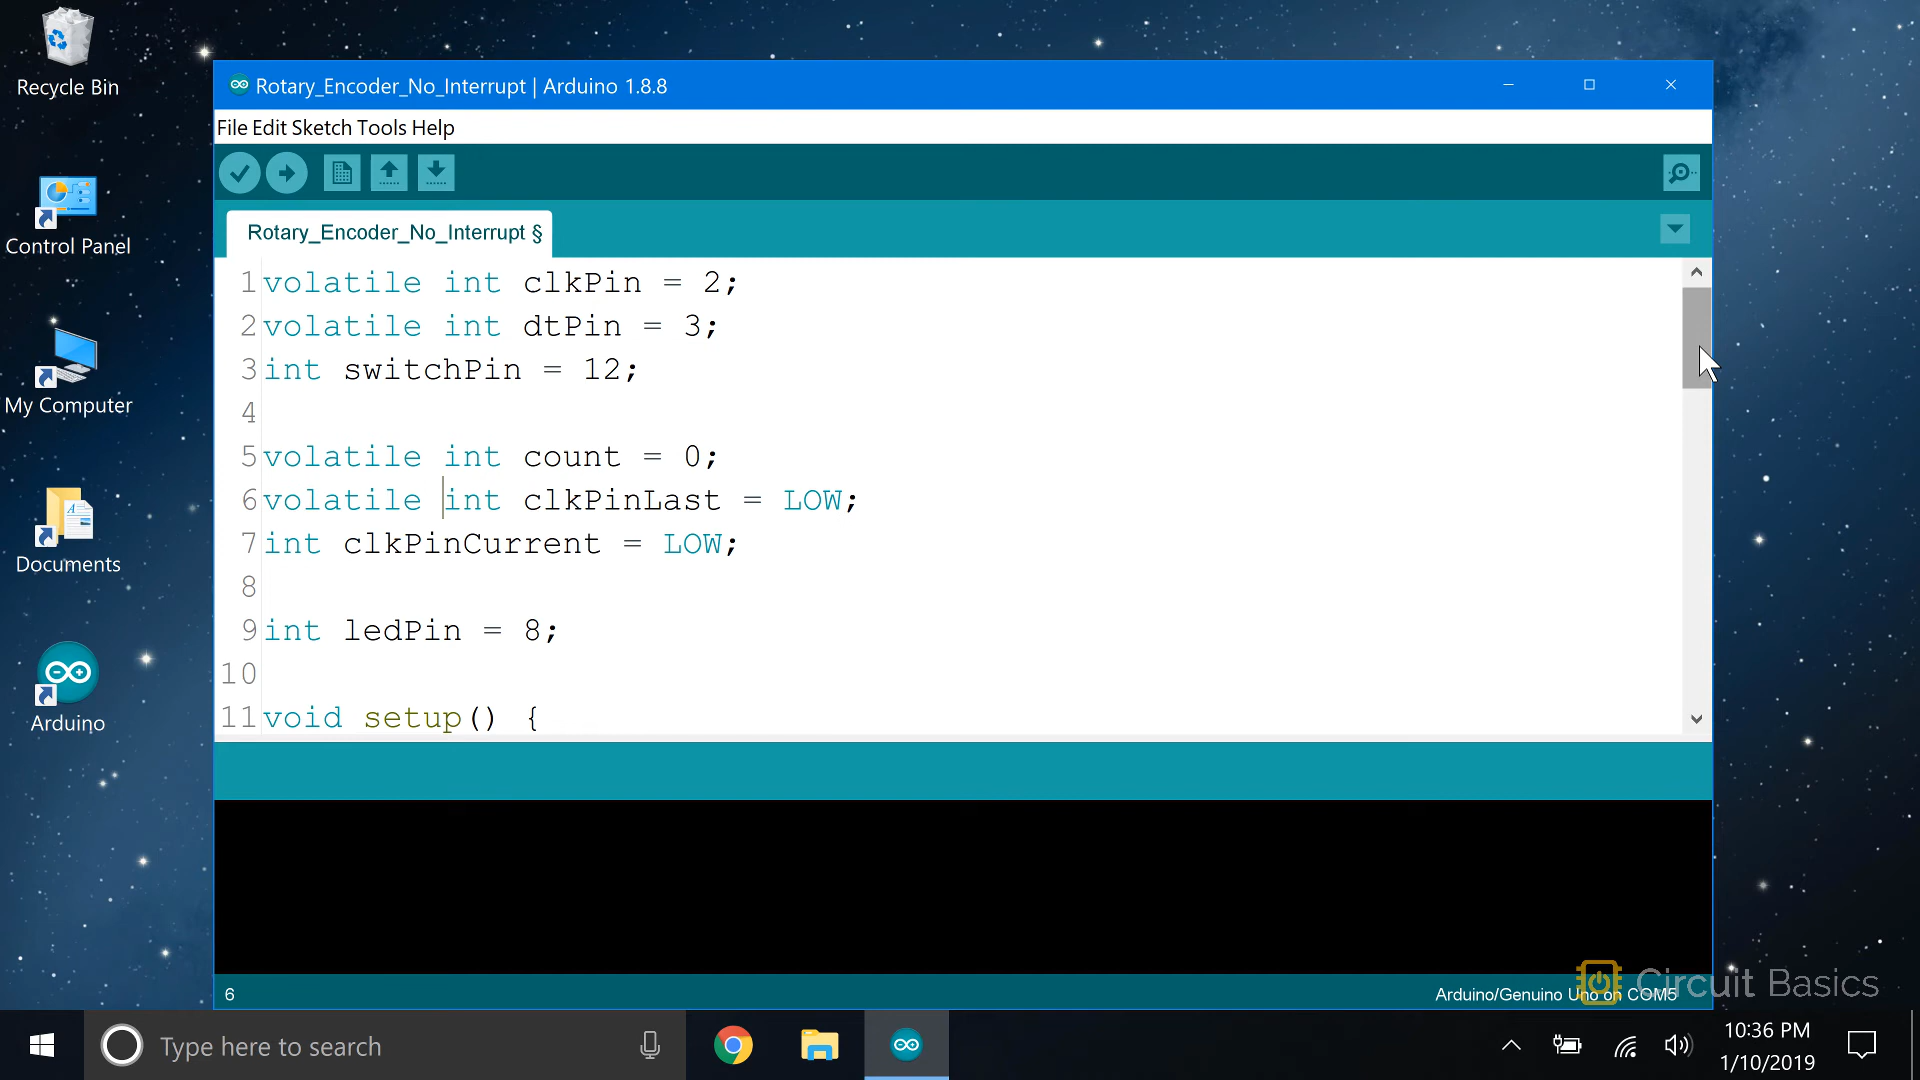 Recycle Bin
Control Panel
My Computer
Documents
Arduino
Rotary_Encoder_No_Interrupt | Arduino 1.8.8
File Edit Sketch Tools Help
Rotary_Encoder_No_Interrupt §
1 volatile int clkPin = 2;
2 volatile int dtPin = 3;
3 int switchPin = 12;
4
5 volatile int count = 0;
6 volatile int clkPinLast = LOW;
7 int clkPinCurrent = LOW;
8
9 int ledPin = 8;
10
11 void setup() {
6
Arduino/Genuino Uno on COM5
Circuit Basics
Type here to search
10:36 PM
1/10/2019